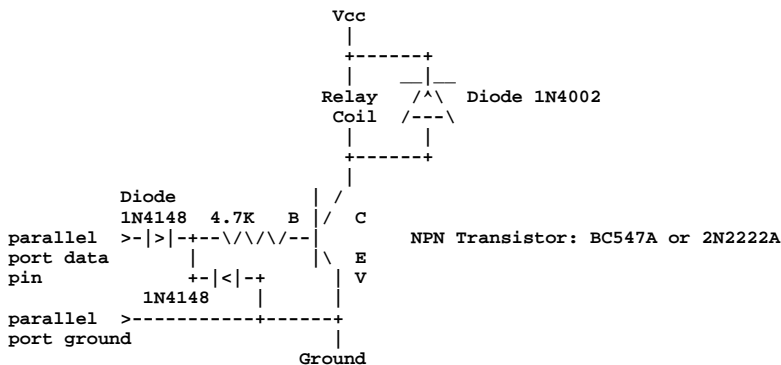 Vcc
Relay Diode 1N4002
Coil
Diode
1N4148 4.7K B C
parallel NPN Transistor: BC547A or 2N2222A
port data E
pin V
1N4148
parallel
port ground
Ground